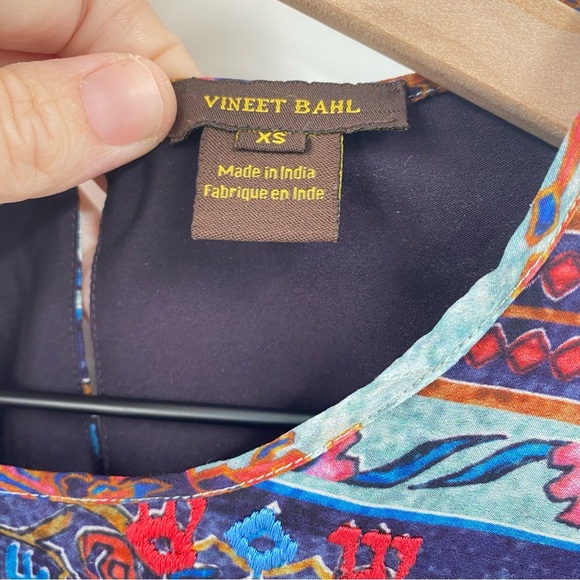 VINEET BAHL
XS
Made in India
Fabrique en Inde